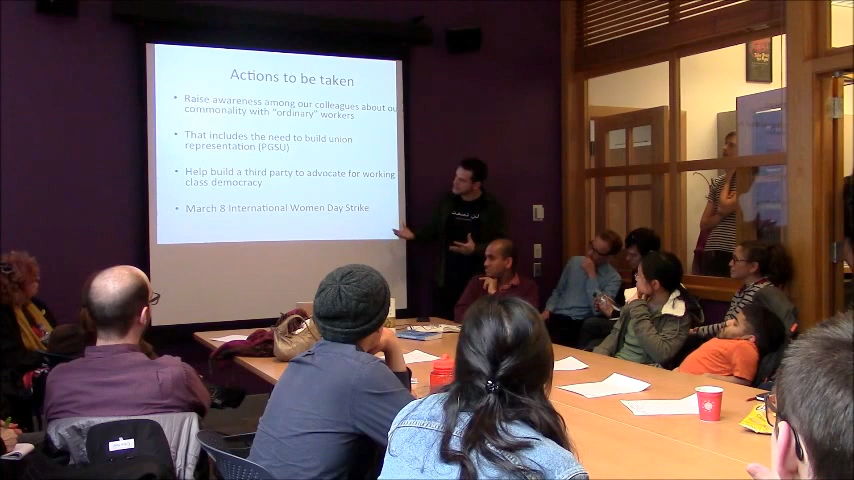 Actions to be taken
• Raise awareness among our colleagues about ou
commonality with "ordinary" workers
• That includes the need to build union
representation (PGSU)
• Help build a third party to advocate for working
class democracy
• March 8 International Women Day Strike